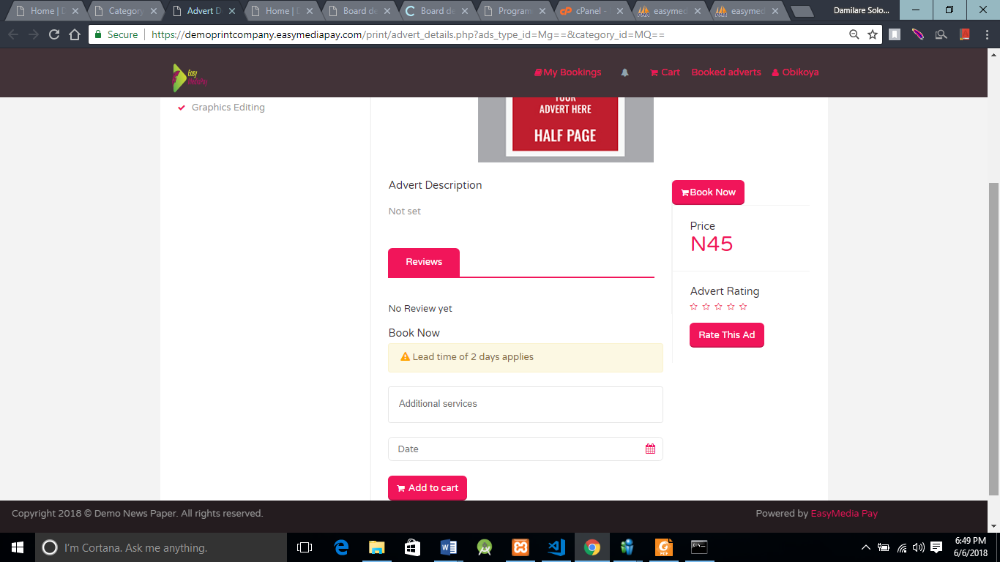 Home | D
Category
Advert D
Home | D
Board de
Board de
Program
cPanel -
easymed
easymed
Damilare Solo...
Secure
https://demoprintcompany.easymediapay.com/print/advert_details.php?ads_type_id=Mg==&category_id=MQ==
Easy
My Bookings
Cart
Booked adverts
Obikoya
Graphics Editing
YOUR
ADVERT HERE
HALF PAGE
Advert Description
Book Now
Not set
Price
N45
Reviews
Advert Rating
No Review yet
Rate This Ad
Book Now
Lead time of 2 days applies
Additional services
Date
Add to cart
Copyright 2018 © Demo News Paper. All rights reserved.
Powered by EasyMedia Pay
I'm Cortana. Ask me anything.
6:49 PM
6/6/2018